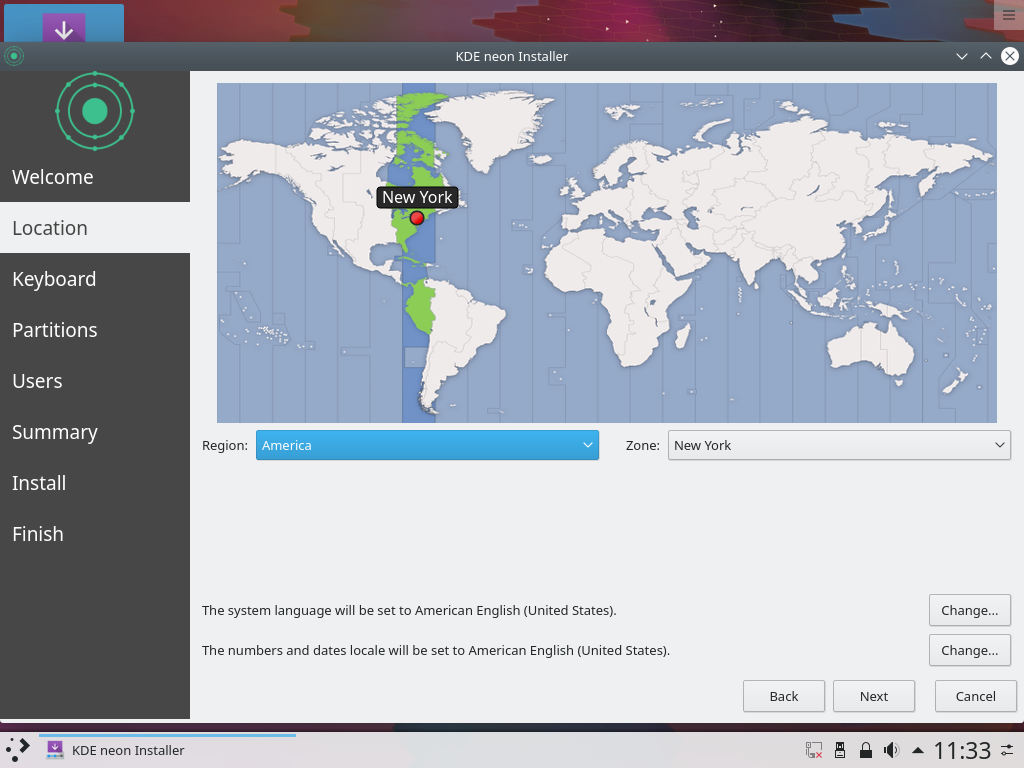 KDE neon Installer
Welcome
Location
Keyboard
Partitions
Users
Summary
Install
Finish
New York
Region: America Zone: New York
The system language will be set to American English (United States). Change...
The numbers and dates locale will be set to American English (United States). Change...
Back Next Cancel
KDE neon Installer 11:33